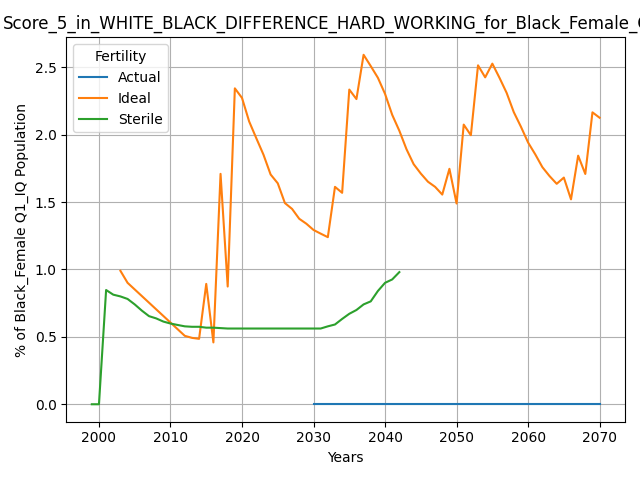 Score_5_in_WHITE_BLACK_DIFFERENCE_HARD_WORKING_for_Black_Female_
Fertility
Actual
Ideal
Sterile
% of Black_Female Q1_IQ Population
2.5
2.0
1.5
1.0
0.5
0.0
2000 2010 2020 2030 2040 2050 2060 2070
Years